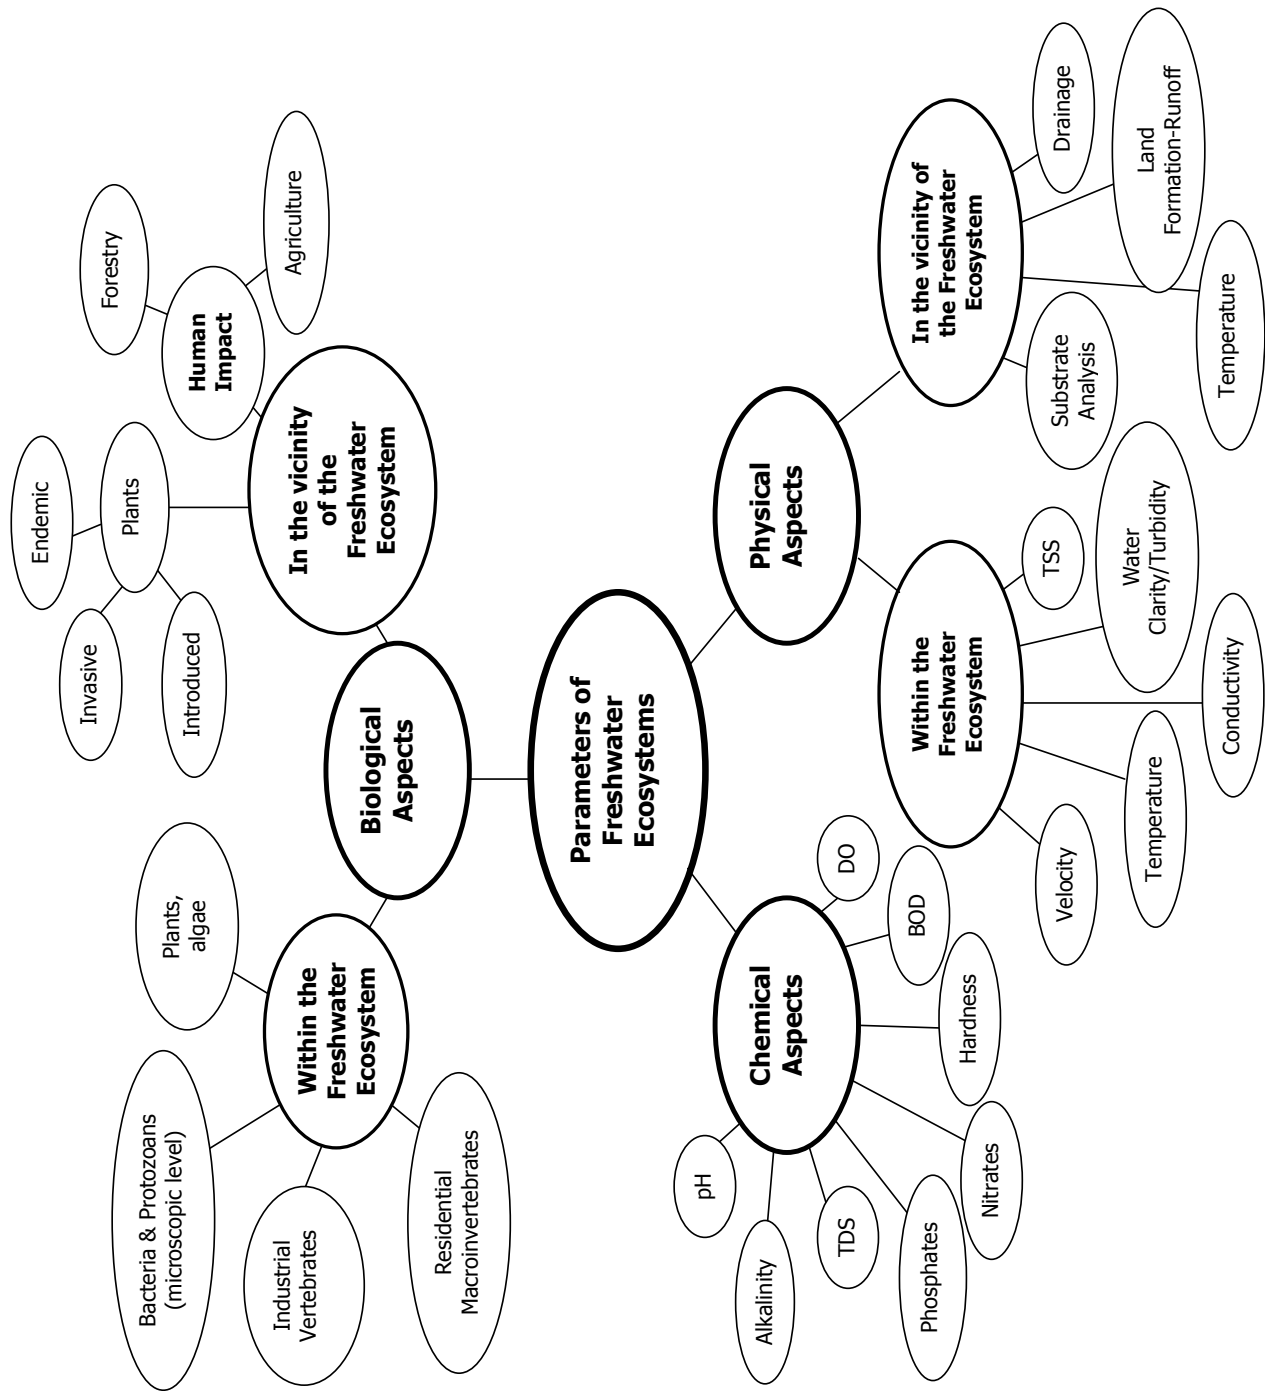 Forestry
Agriculture
Human
Impact
Endemic
Plants
Invasive
Introduced
In the vicinity
of the
Freshwater
Ecosystem
Biological
Aspects
Plants,
algae
Within the
Freshwater
Ecosystem
Bacteria & Protozoans
(microscopic level)
Industrial
Vertebrates
Residential
Macroinvertebrates
Parameters of
Freshwater
Ecosystems
Physical
Aspects
In the vicinity of
the Freshwater
Ecosystem
Drainage
Land
Formation-Runoff
Temperature
Substrate
Analysis
Within the
Freshwater
Ecosystem
TSS
Water
Clarity/Turbidity
Conductivity
Temperature
Velocity
Chemical
Aspects
DO
BOD
Hardness
Nitrates
Phosphates
TDS
Alkalinity
pH